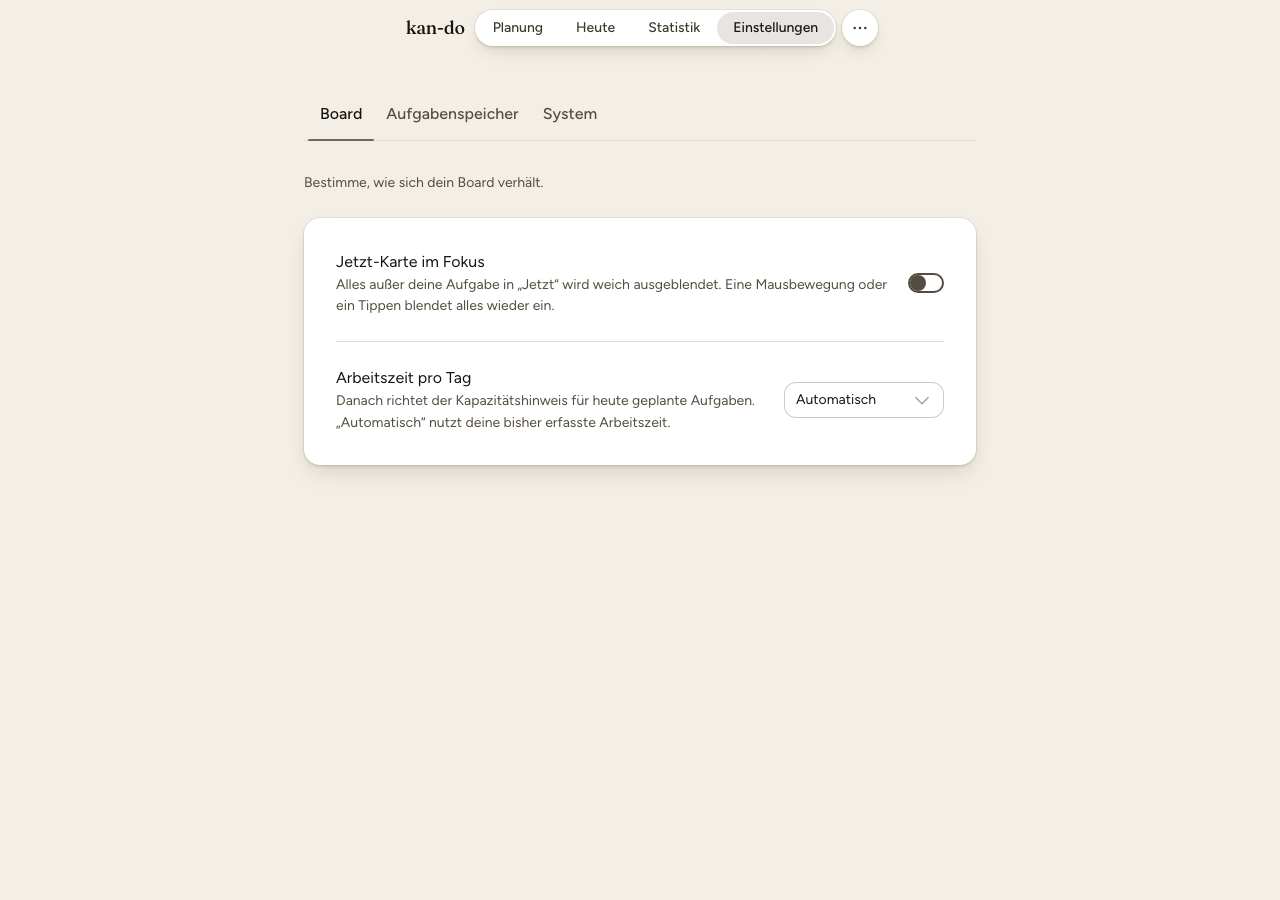 kan-do
Planung
Heute
Statistik
Einstellungen
Board
Aufgabenspeicher
System
Bestimme, wie sich dein Board verhält.
Jetzt-Karte im Fokus
Alles außer deine Aufgabe in „Jetzt“ wird weich ausgeblendet. Eine Mausbewegung oder
ein Tippen blendet alles wieder ein.
Arbeitszeit pro Tag
Danach richtet der Kapazitätshinweis für heute geplante Aufgaben.
„Automatisch“ nutzt deine bisher erfasste Arbeitszeit.
Automatisch